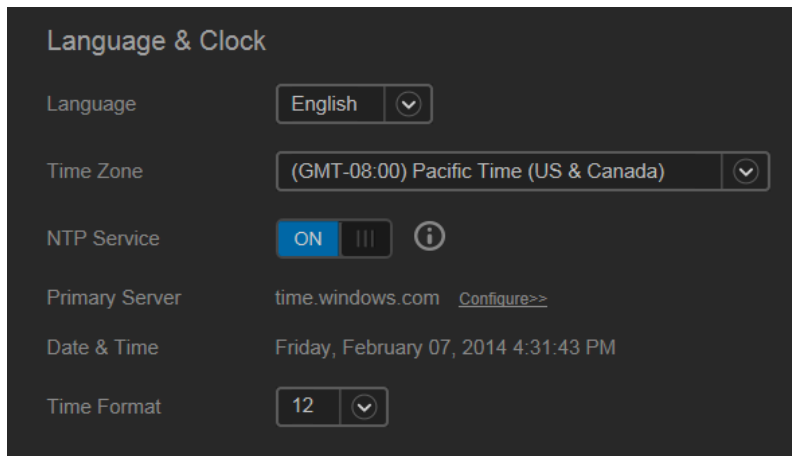 Language & Clock
Language English
Time Zone (GMT-08:00) Pacific Time (US & Canada)
NTP Service ON
Primary Server time.windows.com Configure>>
Date & Time Friday, February 07, 2014 4:31:43 PM
Time Format 12